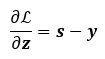 ∂ℒ/∂𝒛 = 𝒔 − 𝒚